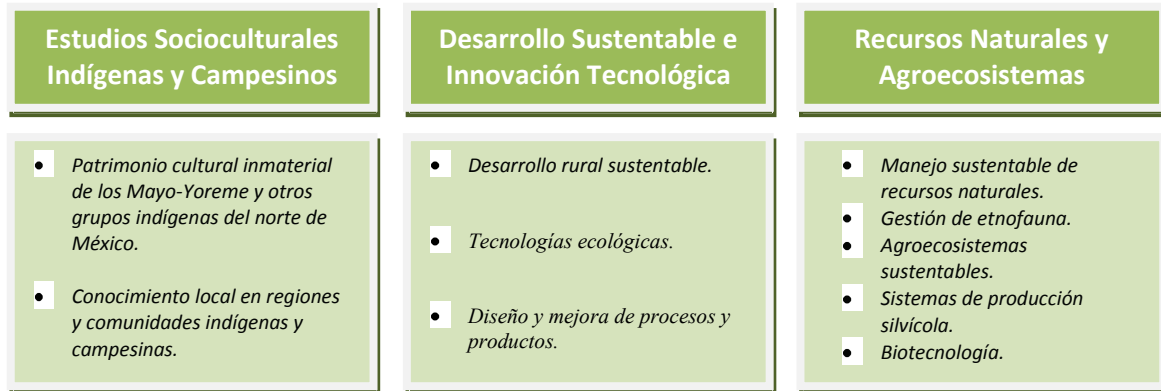 Estudios Socioculturales
Indígenas y Campesinos
• Patrimonio cultural inmaterial
de los Mayo-Yoreme y otros
grupos indígenas del norte de
México.
• Conocimiento local en regiones
y comunidades indígenas y
campesinas.
Desarrollo Sustentable e
Innovación Tecnológica
• Desarrollo rural sustentable.
• Tecnologías ecológicas.
• Diseño y mejora de procesos y
productos.
Recursos Naturales y
Agroecosistemas
• Manejo sustentable de
recursos naturales.
• Gestión de etnofauna.
• Agroecosistemas
sustentables.
• Sistemas de producción
silvícola.
• Biotecnología.